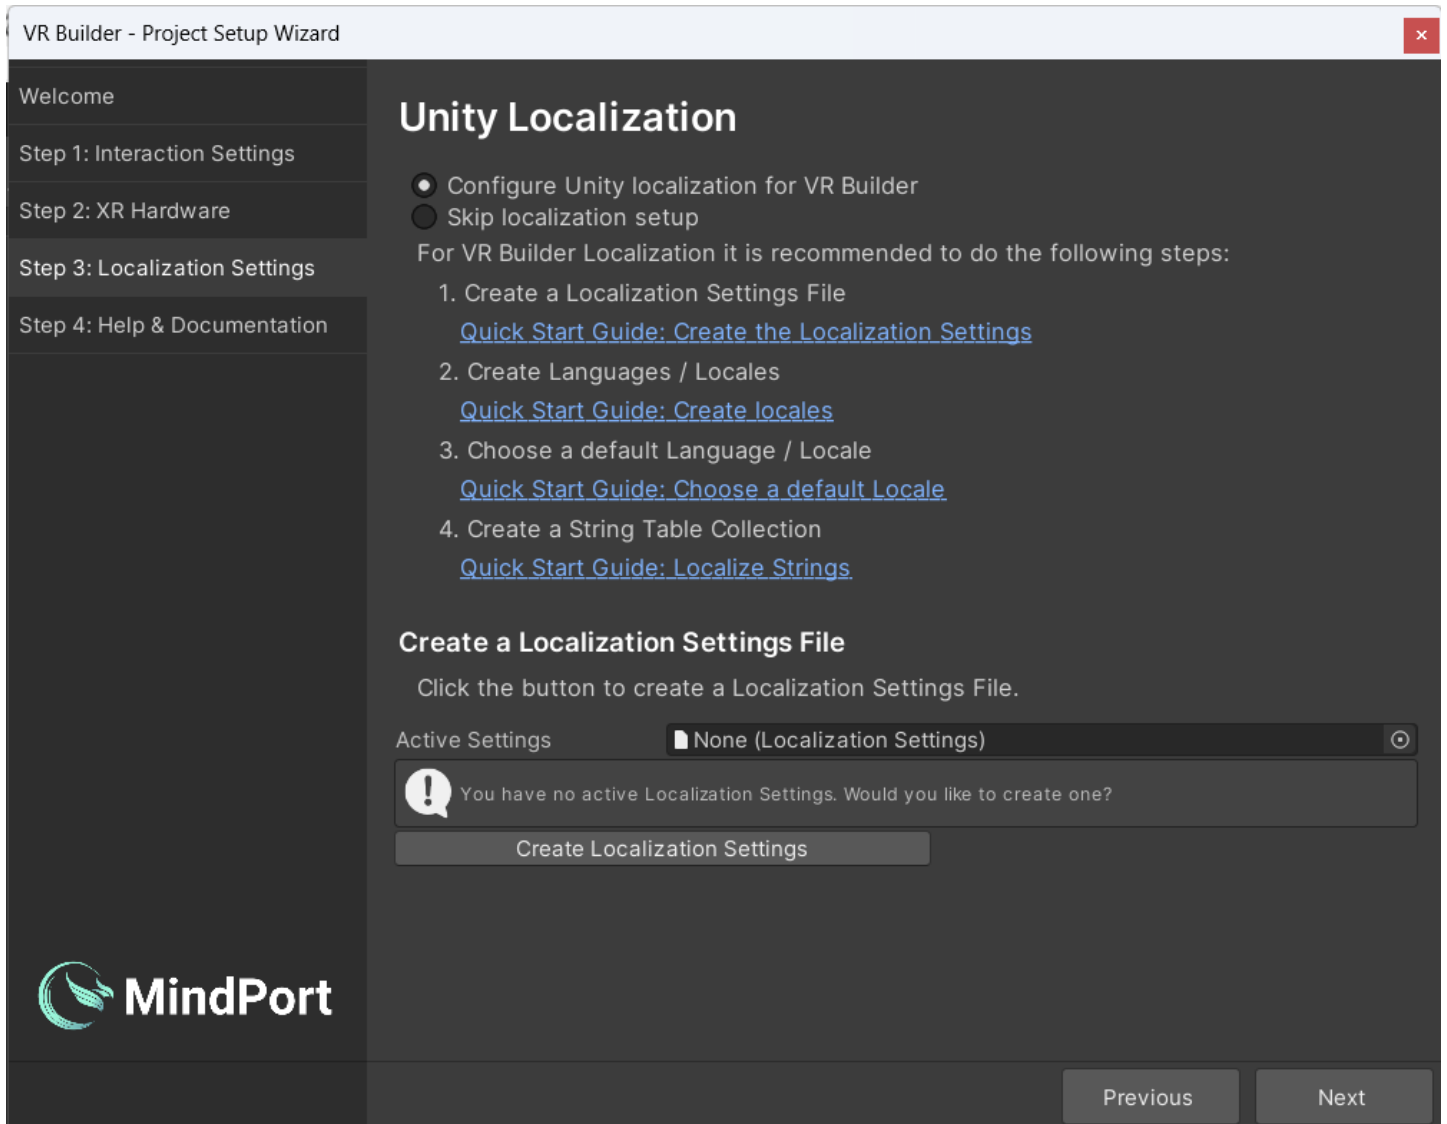 VR Builder - Project Setup Wizard
Welcome
Step 1: Interaction Settings
Step 2: XR Hardware
Step 3: Localization Settings
Step 4: Help & Documentation
MindPort
Unity Localization
Configure Unity localization for VR Builder
Skip localization setup
For VR Builder Localization it is recommended to do the following steps:
1. Create a Localization Settings File
Quick Start Guide: Create the Localization Settings
2. Create Languages / Locales
Quick Start Guide: Create locales
3. Choose a default Language / Locale
Quick Start Guide: Choose a default Locale
4. Create a String Table Collection
Quick Start Guide: Localize Strings
Create a Localization Settings File
Click the button to create a Localization Settings File.
Active Settings None (Localization Settings)
You have no active Localization Settings. Would you like to create one?
Create Localization Settings
Previous Next